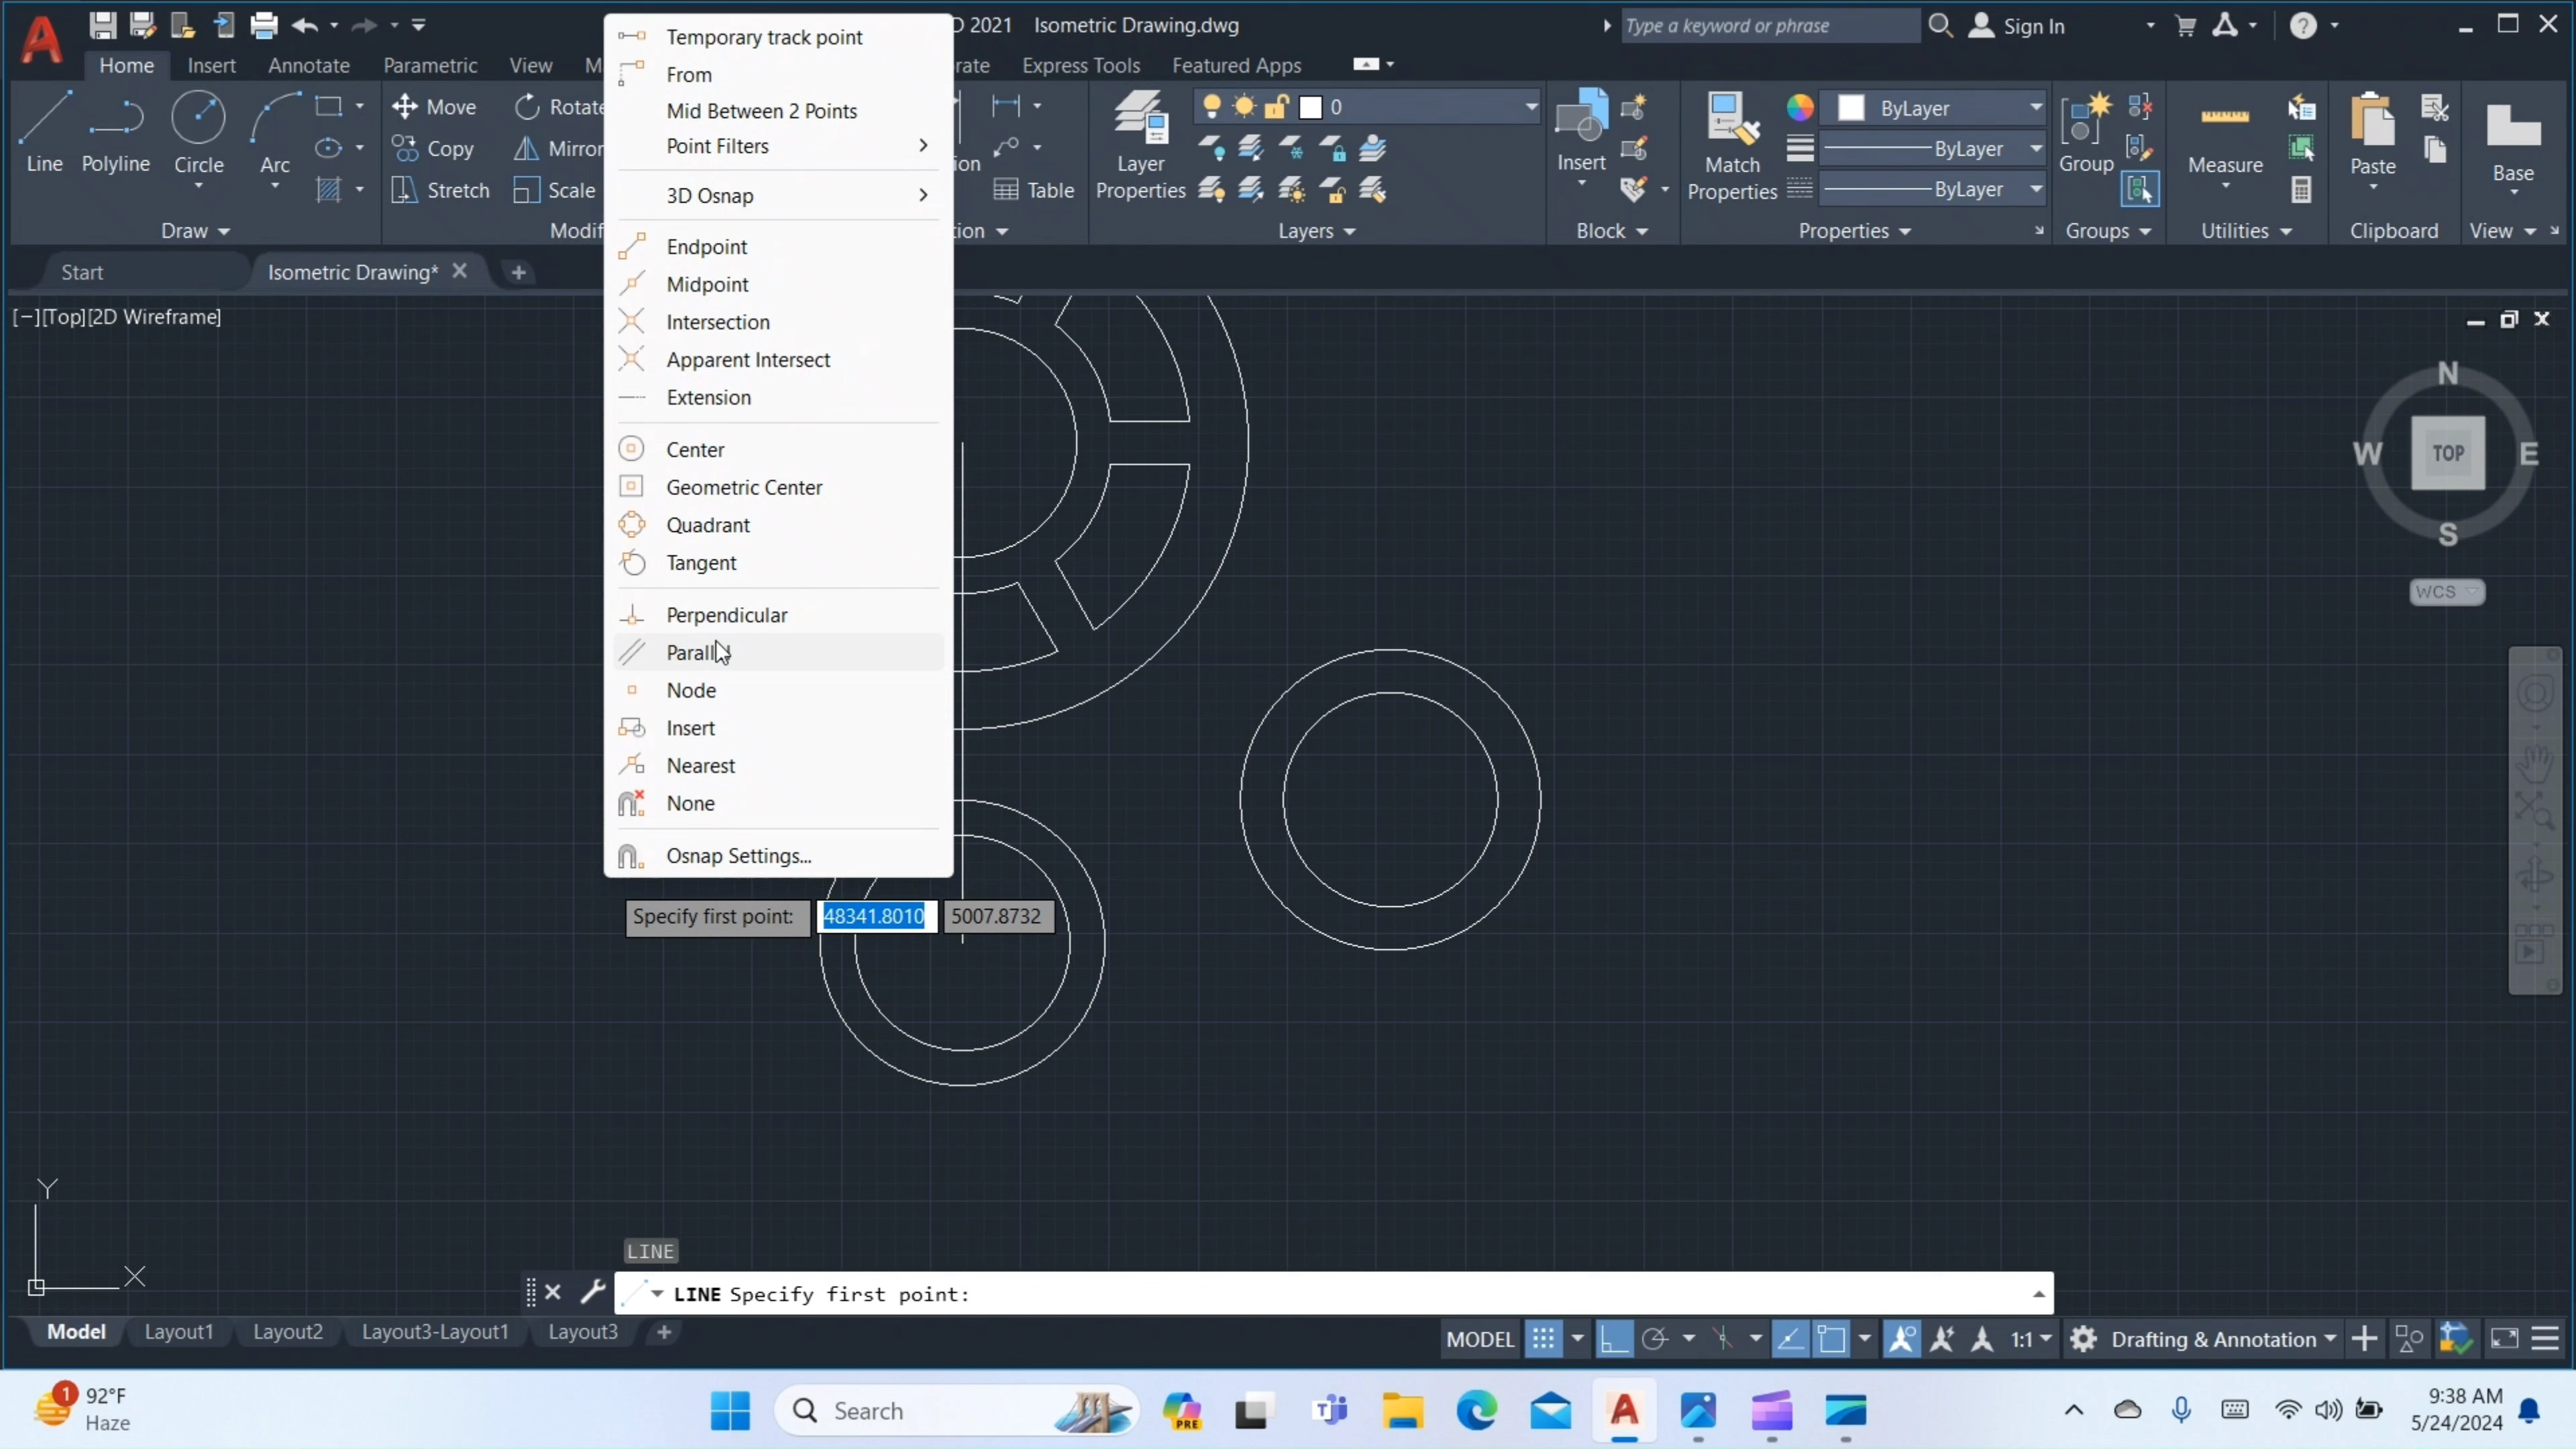 D 2021 Isometric Drawing.dwg
Type a keyword or phrase
Sign In
Home Insert Annotate Parametric View M
rate Express Tools Featured Apps
Line Polyline Circle Arc
Move Rotate
Copy Mirror
Stretch Scale
Draw
Modif
ion
Table
tion
Layer
Properties
0
Layers
Insert
Block
Match
Properties
ByLayer
ByLayer
ByLayer
Properties
Group
Groups
Measure
Utilities
Paste
Clipboard
Base
View
Start Isometric Drawing*
[−][Top][2D Wireframe]
Temporary track point
From
Mid Between 2 Points
Point Filters
3D Osnap
Endpoint
Midpoint
Intersection
Apparent Intersect
Extension
Center
Geometric Center
Quadrant
Tangent
Perpendicular
Parallel
Node
Insert
Nearest
None
Osnap Settings...
N
W TOP E
S
WCS
Specify first point: 48341.8010 5007.8732
Y
X
LINE
LINE Specify first point:
Model Layout1 Layout2 Layout3-Layout1 Layout3
MODEL 1:1 Drafting & Annotation
1
92°F
Haze
Search
PRE
9:38 AM
5/24/2024